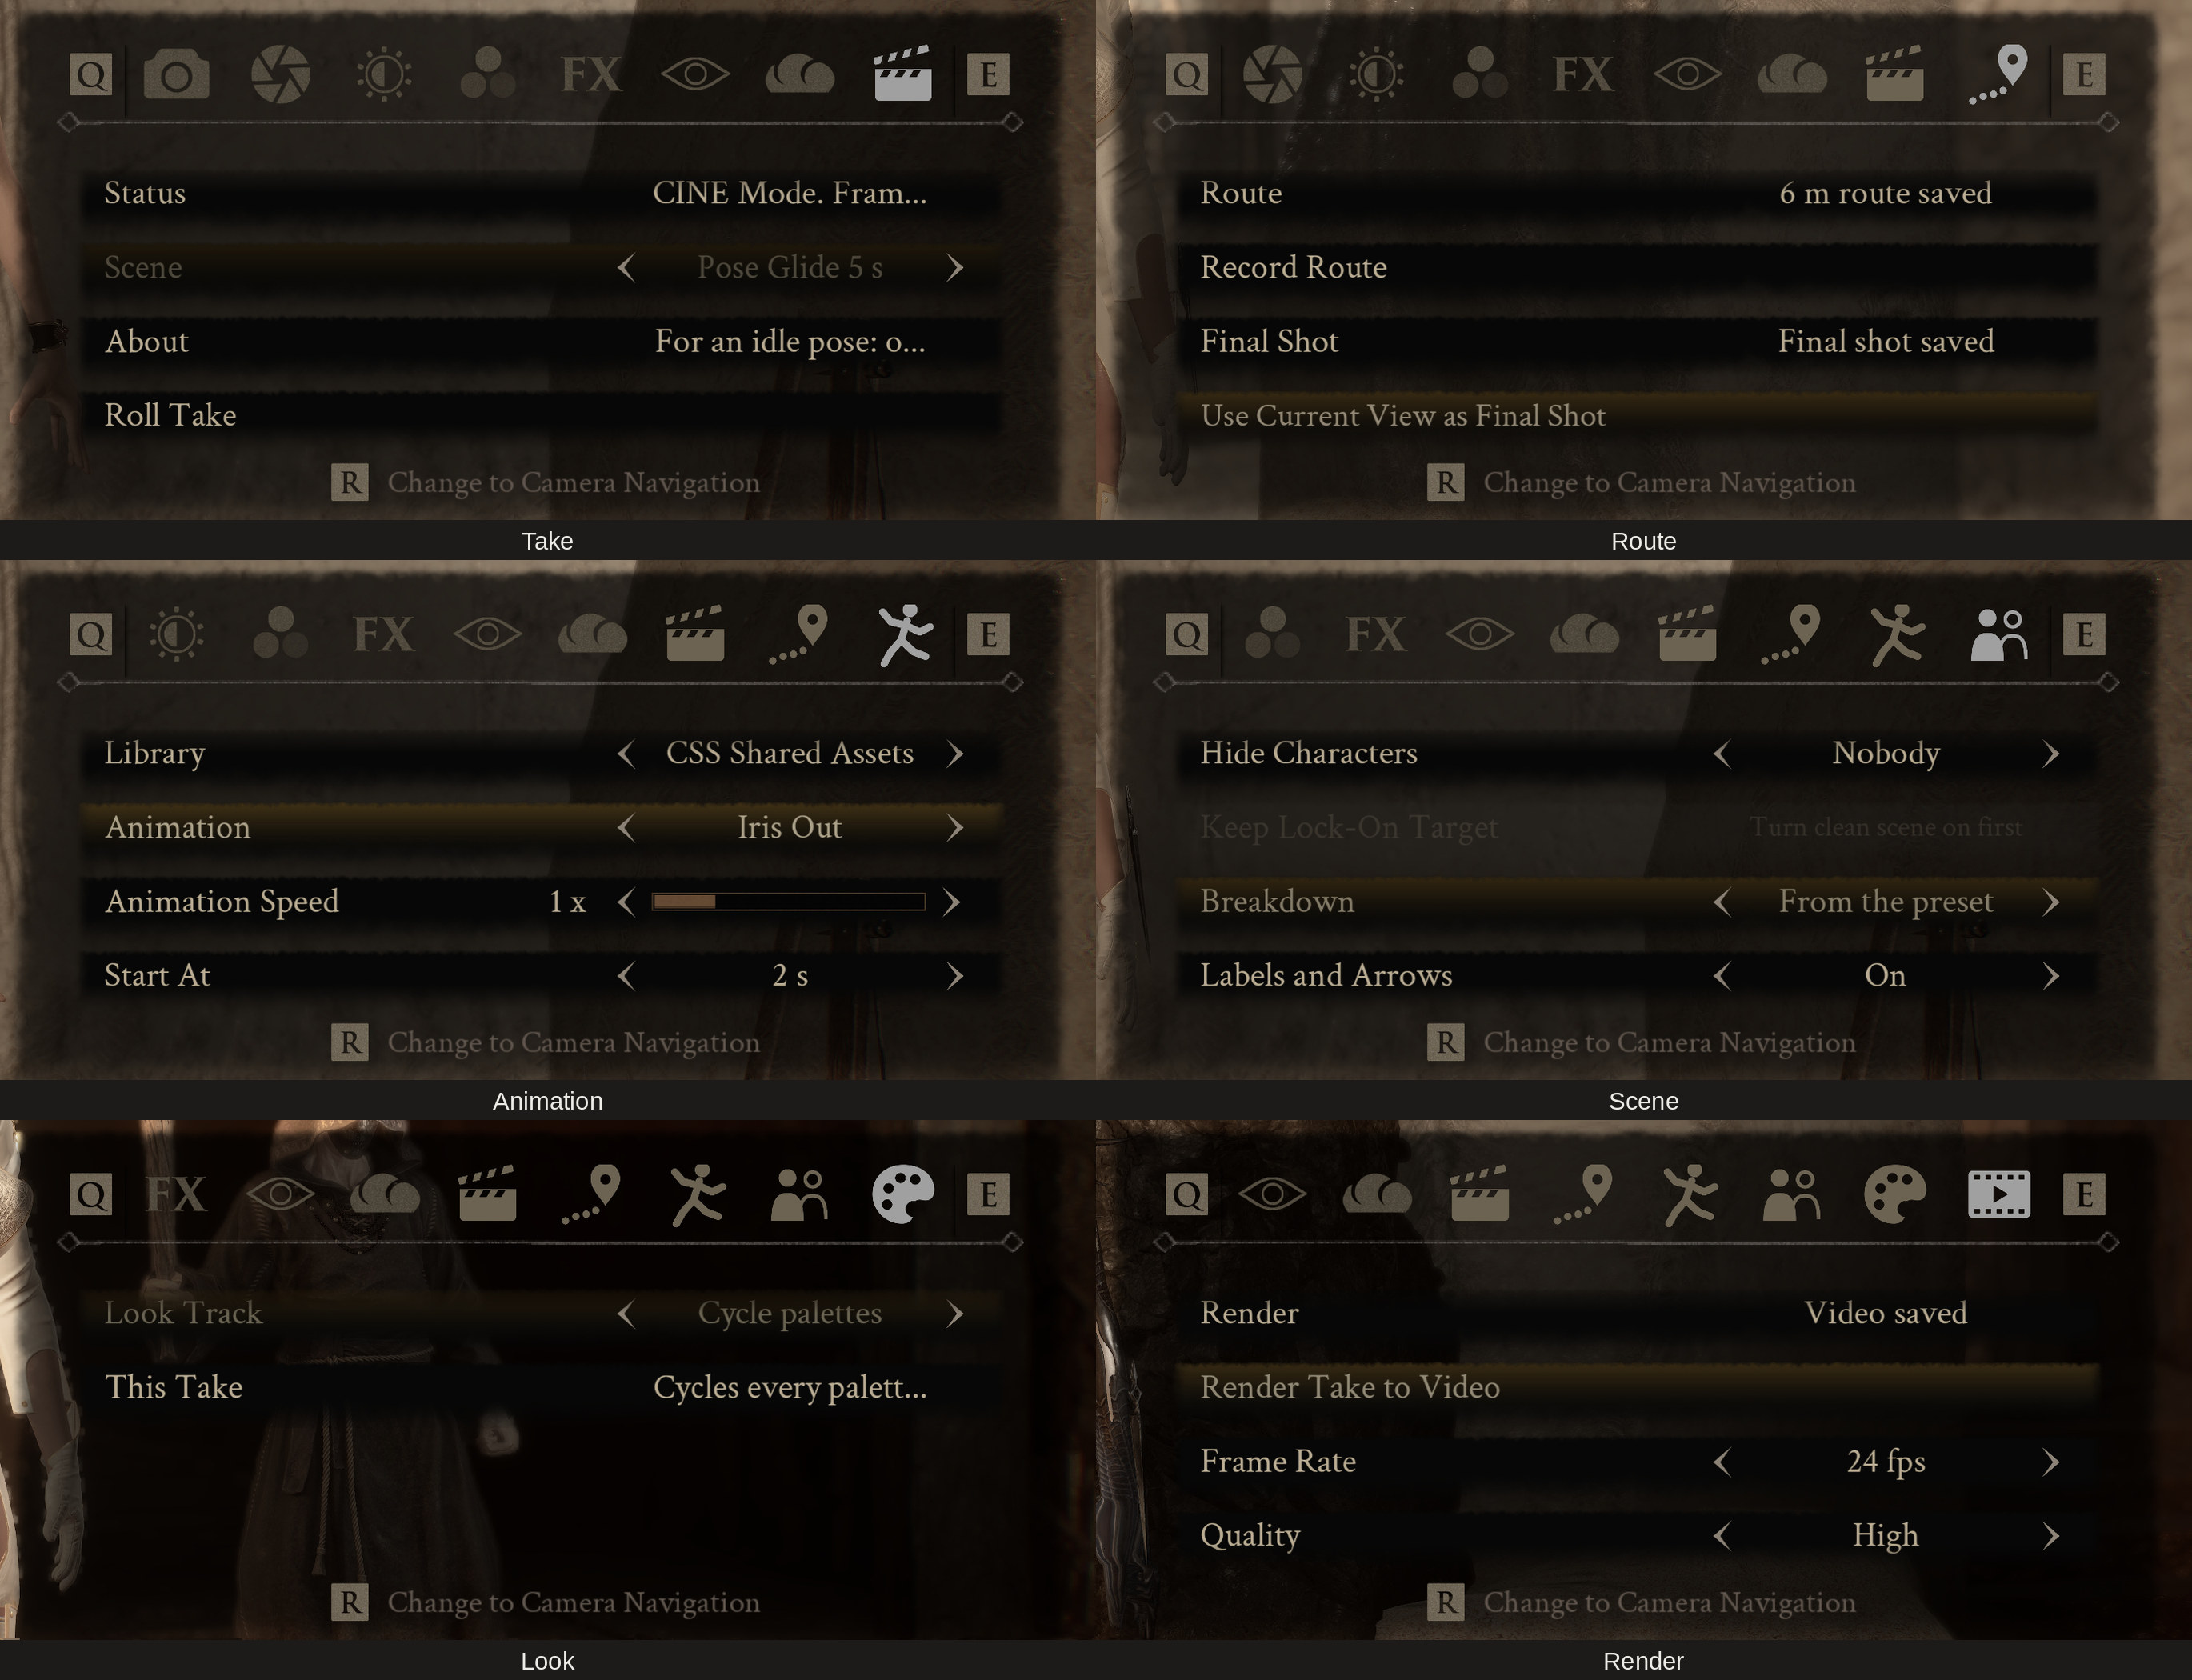 Q FX E
Status CINE Mode. Fram...
Scene Pose Glide 5 s
About For an idle pose: o...
Roll Take
R Change to Camera Navigation
Take
Q FX E
Route 6 m route saved
Record Route
Final Shot Final shot saved
Use Current View as Final Shot
R Change to Camera Navigation
Route
Q FX E
Library CSS Shared Assets
Animation Iris Out
Animation Speed 1 x
Start At 2 s
R Change to Camera Navigation
Animation
Q FX E
Hide Characters Nobody
Keep Lock-On Target Turn clean scene on first
Breakdown From the preset
Labels and Arrows On
R Change to Camera Navigation
Scene
Q FX E
Look Track Cycle palettes
This Take Cycles every palett...
R Change to Camera Navigation
Look
Q E
Render Video saved
Render Take to Video
Frame Rate 24 fps
Quality High
R Change to Camera Navigation
Render